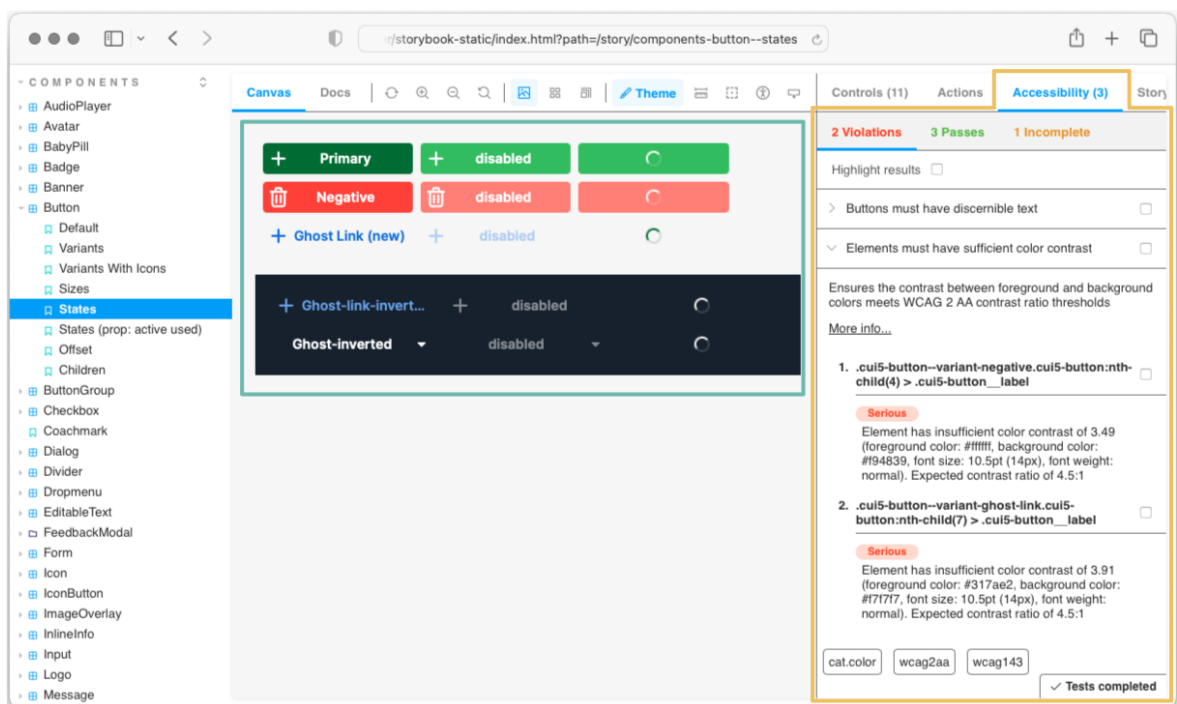 r/storybook-static/index.html?path=/story/components-button--states
COMPONENTS
AudioPlayer
Avatar
BabyPill
Badge
Banner
Button
Default
Variants
Variants With Icons
Sizes
States
States (prop: active used)
Offset
Children
ButtonGroup
Checkbox
Coachmark
Dialog
Divider
Dropmenu
EditableText
FeedbackModal
Form
Icon
IconButton
ImageOverlay
InlineInfo
Input
Logo
Message
Canvas Docs Theme
Primary disabled
Negative disabled
Ghost Link (new) disabled
Ghost-link-invert... disabled
Ghost-inverted disabled
Controls (11) Actions Accessibility (3) Story
2 Violations 3 Passes 1 Incomplete
Highlight results
Buttons must have discernible text
Elements must have sufficient color contrast
Ensures the contrast between foreground and background
colors meets WCAG 2 AA contrast ratio thresholds
More info...
1. .cui5-button--variant-negative.cui5-button:nth-
child(4) > .cui5-button__label
Serious
Element has insufficient color contrast of 3.49
(foreground color: #ffffff, background color:
#f94839, font size: 10.5pt (14px), font weight:
normal). Expected contrast ratio of 4.5:1
2. .cui5-button--variant-ghost-link.cui5-
button:nth-child(7) > .cui5-button__label
Serious
Element has insufficient color contrast of 3.91
(foreground color: #317ae2, background color:
#f7f7f7, font size: 10.5pt (14px), font weight:
normal). Expected contrast ratio of 4.5:1
cat.color wcag2aa wcag143
Tests completed